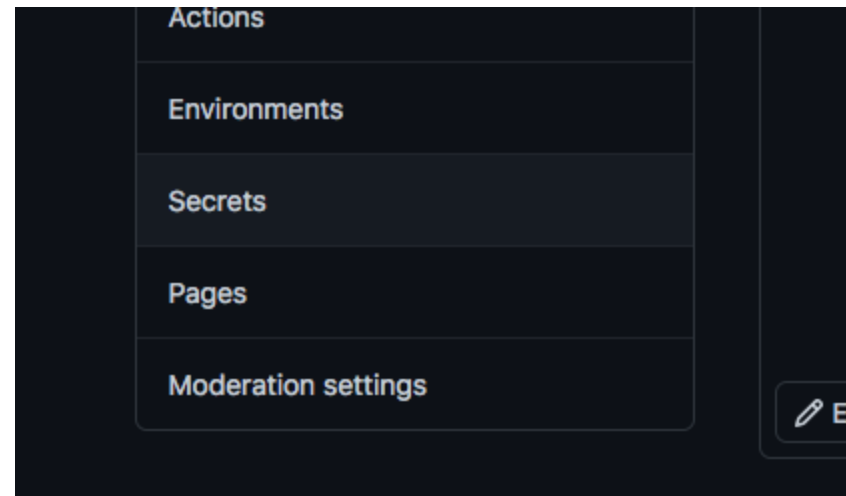 Actions
Environments
Secrets
Pages
Moderation settings
E